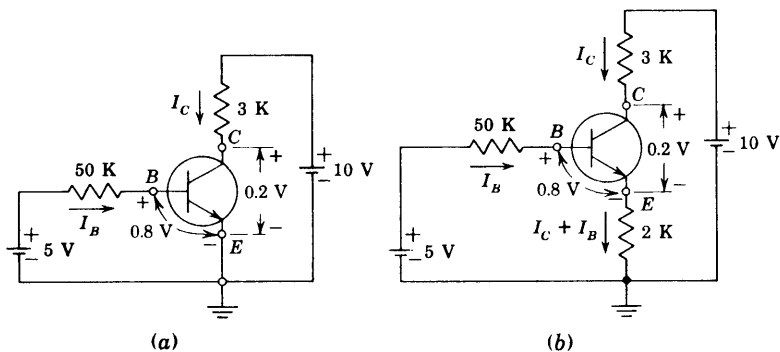 I_C
3 K
C
+
50 K
B
+
I_B
0.8 V
0.2 V
−
−
E
+
−
10 V
+
−
5 V
(a)
I_C
3 K
C
+
50 K
B
+
I_B
0.8 V
0.2 V
−
−
E
+
−
10 V
I_C + I_B
2 K
+
−
5 V
(b)